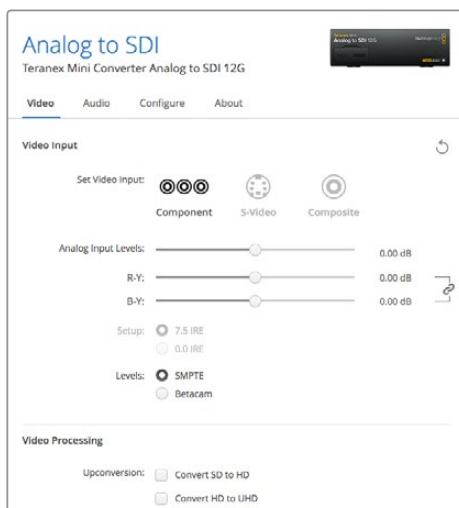 Analog to SDI
Teranex Mini Converter Analog to SDI 12G
Video Audio Configure About
Video Input
Set Video Input:
Component S-Video Composite
Analog Input Levels: 0.00 dB
R-Y: 0.00 dB
B-Y: 0.00 dB
Setup: 7.5 IRE
0.0 IRE
Levels: SMPTE
Betacam
Video Processing
Upconversion: Convert SD to HD
Convert HD to UHD